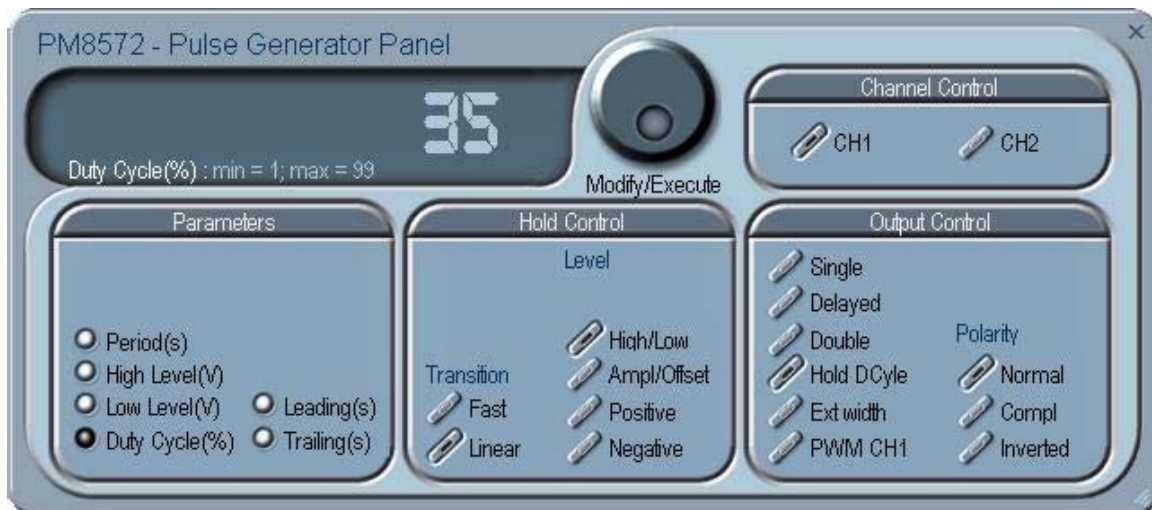 PM8572 - Pulse Generator Panel
35
Duty Cycle(%) : min = 1; max = 99
Modify/Execute
Channel Control
CH1
CH2
Parameters
Period(s)
High Level(V)
Low Level(V)
Leading(s)
Duty Cycle(%)
Trailing(s)
Hold Control
Level
High/Low
Transition
Ampl/Offset
Fast
Positive
Linear
Negative
Output Control
Single
Delayed
Double
Polarity
Hold DCyle
Normal
Ext width
Compl
PWM CH1
Inverted